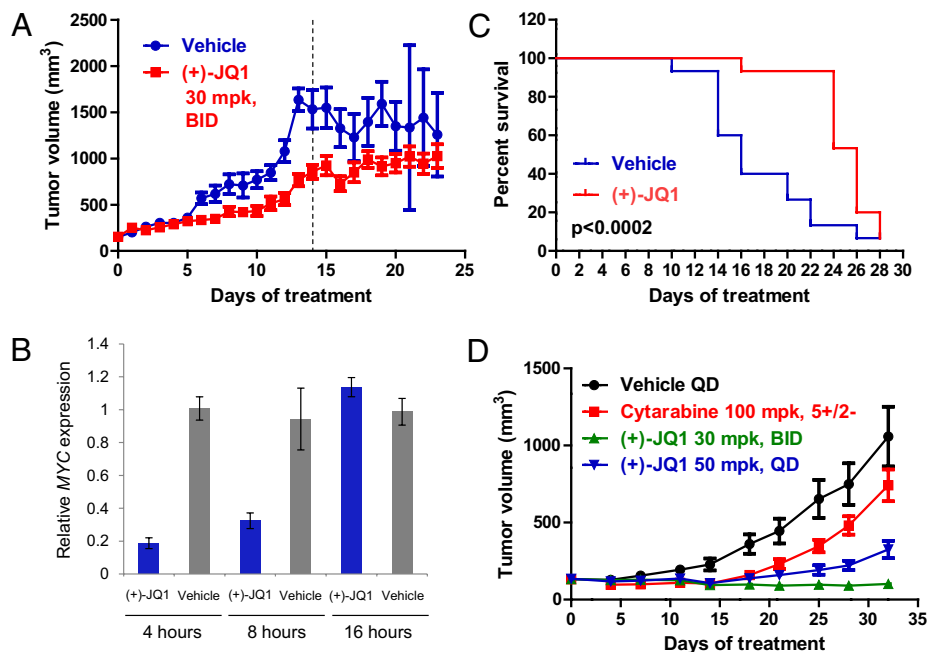 A
Tumor volume (mm³)
2500
2000
1500
1000
500
0
Vehicle
(+)-JQ1
30 mpk,
BID
0 5 10 15 20 25
Days of treatment
C
Percent survival
120
100
80
60
40
20
0
Vehicle
(+)-JQ1
p<0.0002
0 2 4 6 8 10 12 14 16 18 20 22 24 26 28 30
Days of treatment
B
Relative MYC expression
1.4
1.2
1
0.8
0.6
0.4
0.2
0
(+)-JQ1 Vehicle (+)-JQ1 Vehicle (+)-JQ1 Vehicle
4 hours 8 hours 16 hours
D
Tumor volume (mm³)
1500
1000
500
0
Vehicle QD
Cytarabine 100 mpk, 5+/2-
(+)-JQ1 30 mpk, BID
(+)-JQ1 50 mpk, QD
0 5 10 15 20 25 30 35
Days of treatment